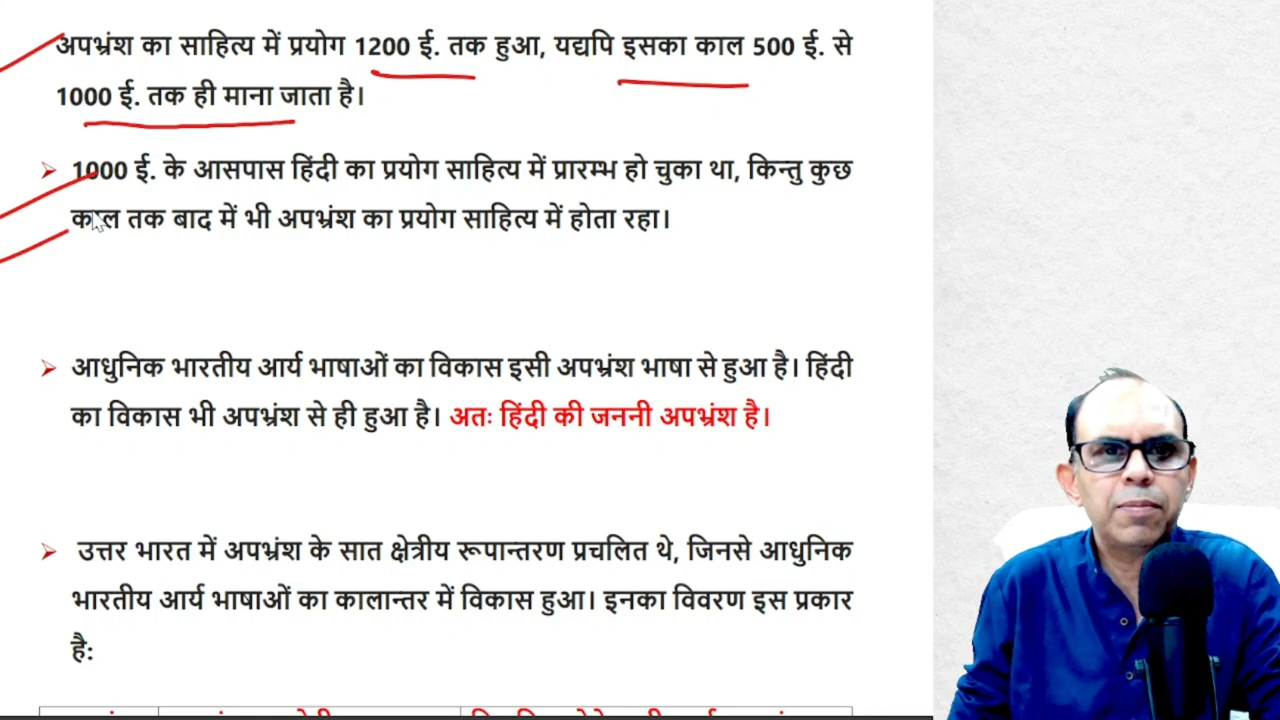 अपभ्रंश का साहित्य में प्रयोग 1200 ई. तक हुआ, यद्यपि इसका काल 500 ई. से
1000 ई. तक ही माना जाता है।
1000 ई. के आसपास हिंदी का प्रयोग साहित्य में प्रारम्भ हो चुका था, किन्तु कुछ
काल तक बाद में भी अपभ्रंश का प्रयोग साहित्य में होता रहा।
आधुनिक भारतीय आर्य भाषाओं का विकास इसी अपभ्रंश भाषा से हुआ है। हिंदी
का विकास भी अपभ्रंश से ही हुआ है। अतः हिंदी की जननी अपभ्रंश है।
उत्तर भारत में अपभ्रंश के सात क्षेत्रीय रूपान्तरण प्रचलित थे, जिनसे आधुनिक
भारतीय आर्य भाषाओं का कालान्तर में विकास हुआ। इनका विवरण इस प्रकार
है: